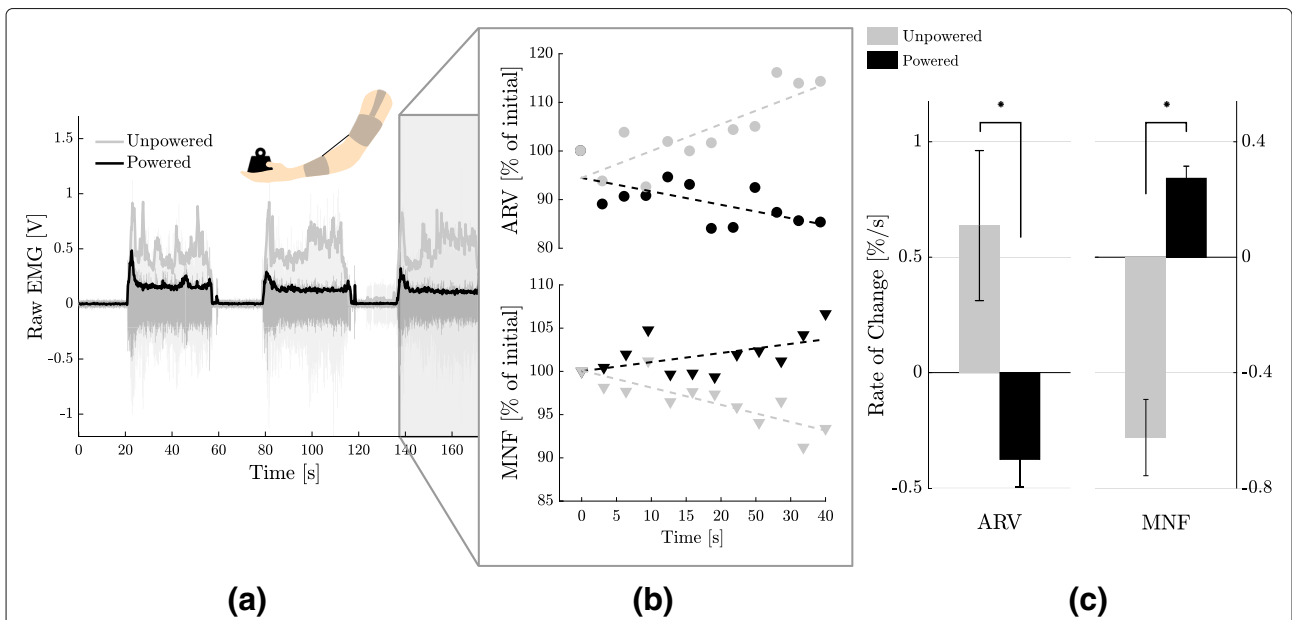 Unpowered
Powered
Raw EMG [V]
1.5
1
0.5
0
-0.5
-1
0 20 40 60 80 100 120 140 160
Time [s]
Unpowered
Powered
(a)
ARV [% of initial]
120
110
100
90
80
MNF [% of initial]
110
105
100
95
90
85
0 5 10 15 20 25 30 40
Time [s]
(b)
Rate of Change [%/s]
1
0.5
0
-0.5
*
*
0.4
0
-0.4
-0.8
ARV MNF
(c)